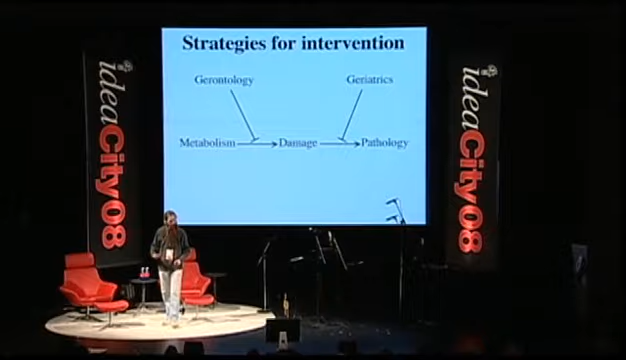 Strategies for intervention
Gerontology Geriatrics
Metabolism Damage Pathology
ideaCity08
ideaCity08